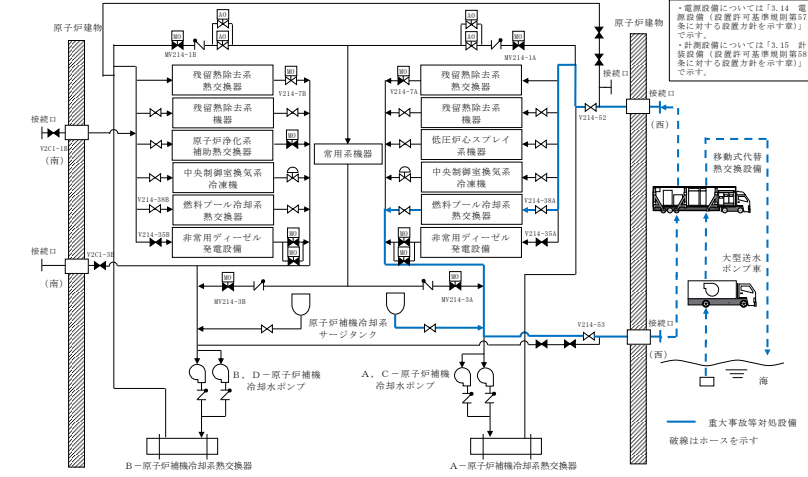 ・電源設備については「3.14　電
源設備（設置許可基準規則第57
条に対する設置方針を示す章）」
で示す。
・計測設備については「3.15　計
装設備（設置許可基準規則第58
条に対する設置方針を示す章）」
で示す。
原子炉建物
原子炉建物
AO
AO
AO
AO
MO
MO
MV214-1B
MV214-1A
接続口
残留熱除去系
熱交換器
MO
V214-7B
残留熱除去系
機器
原子炉浄化系
補助熱交換器
MO
中央制御室換気系
冷凍機
燃料プール冷却系
熱交換器
V214-38B
非常用ディーゼル
発電設備
V214-35B
MO
MO
常用系機器
残留熱除去系
熱交換器
MO
V214-7A
残留熱除去系
機器
低圧炉心スプレイ
系機器
中央制御室換気系
冷凍機
燃料プール冷却系
熱交換器
V214-38A
非常用ディーゼル
発電設備
V214-35A
MO
MO
V214-52
接続口
（西）
接続口
V2C1-1B
（南）
接続口
V2C1-3B
（南）
移動式代替
熱交換設備
大型送水
ポンプ車
MO
MV214-3B
MO
MV214-3A
原子炉補機冷却系
サージタンク
V214-53
接続口
（西）
海
B，D－原子炉補機
冷却水ポンプ
A，C－原子炉補機
冷却水ポンプ
B－原子炉補機冷却系熱交換器
A－原子炉補機冷却系熱交換器
重大事故等対処設備
破線はホースを示す